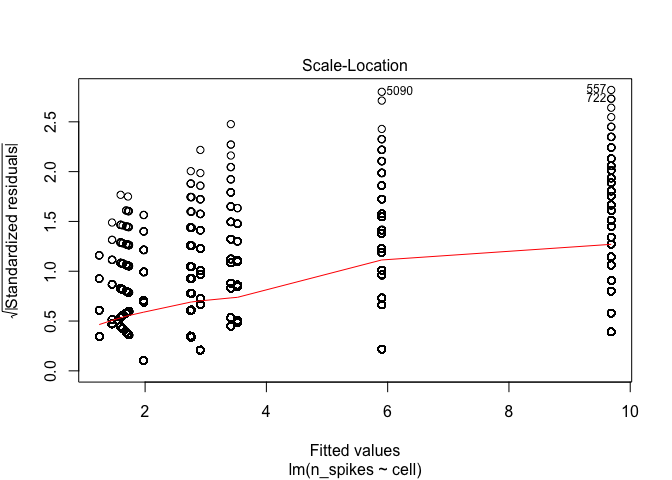 Scale-Location
√|Standardized residuals|
2.5
2.0
1.5
1.0
0.5
0.0
5090
557
722
2 4 6 8 10
Fitted values
lm(n_spikes ~ cell)